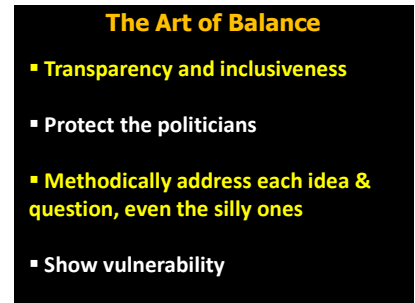 The Art of Balance
▪ Transparency and inclusiveness
▪ Protect the politicians
▪ Methodically address each idea &
question, even the silly ones
▪ Show vulnerability